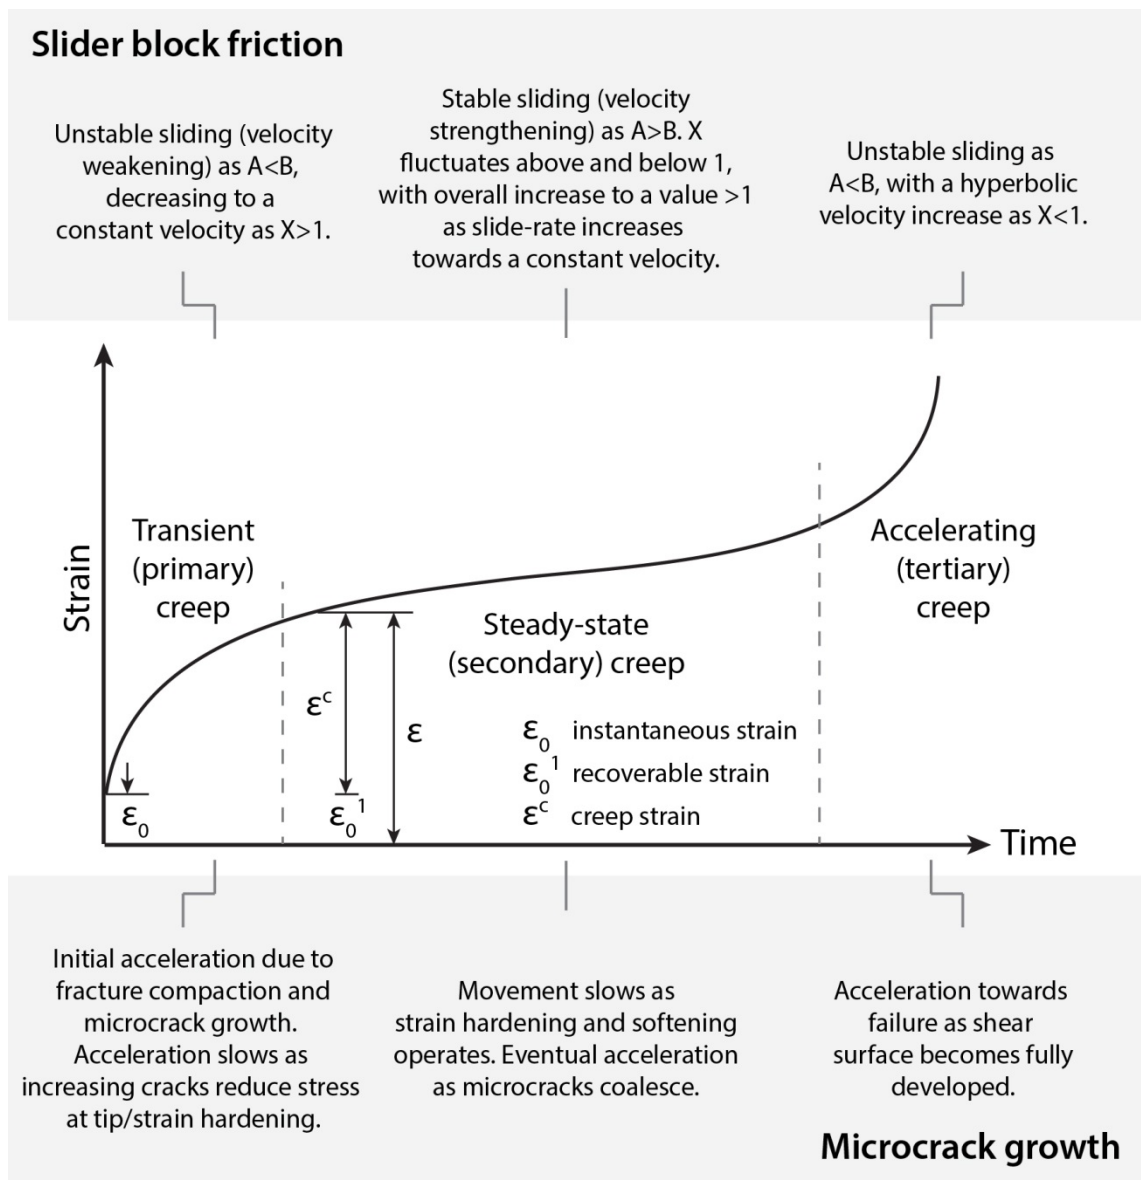 Slider block friction
Unstable sliding (velocity
weakening) as A<B,
decreasing to a
constant velocity as X>1.
Stable sliding (velocity
strengthening) as A>B. X
fluctuates above and below 1,
with overall increase to a value >1
as slide-rate increases
towards a constant velocity.
Unstable sliding as
A<B, with a hyperbolic
velocity increase as X<1.
Strain
Transient
(primary)
creep
Steady-state
(secondary) creep
Accelerating
(tertiary)
creep
εᶜ
ε
ε₀
ε₀¹
ε₀ instantaneous strain
ε₀¹ recoverable strain
εᶜ creep strain
Time
Initial acceleration due to
fracture compaction and
microcrack growth.
Acceleration slows as
increasing cracks reduce stress
at tip/strain hardening.
Movement slows as
strain hardening and softening
operates. Eventual acceleration
as microcracks coalesce.
Acceleration towards
failure as shear
surface becomes fully
developed.
Microcrack growth